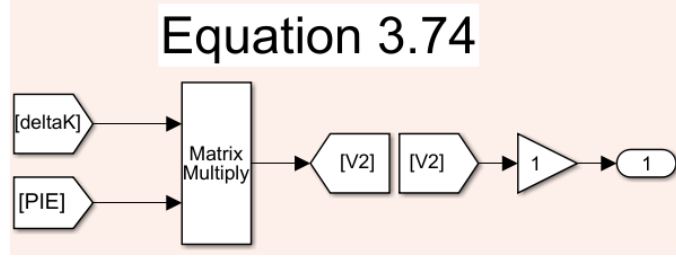 Equation 3.74
[deltaK]
[PIE]
Matrix
Multiply
[V2]
[V2]
1
1